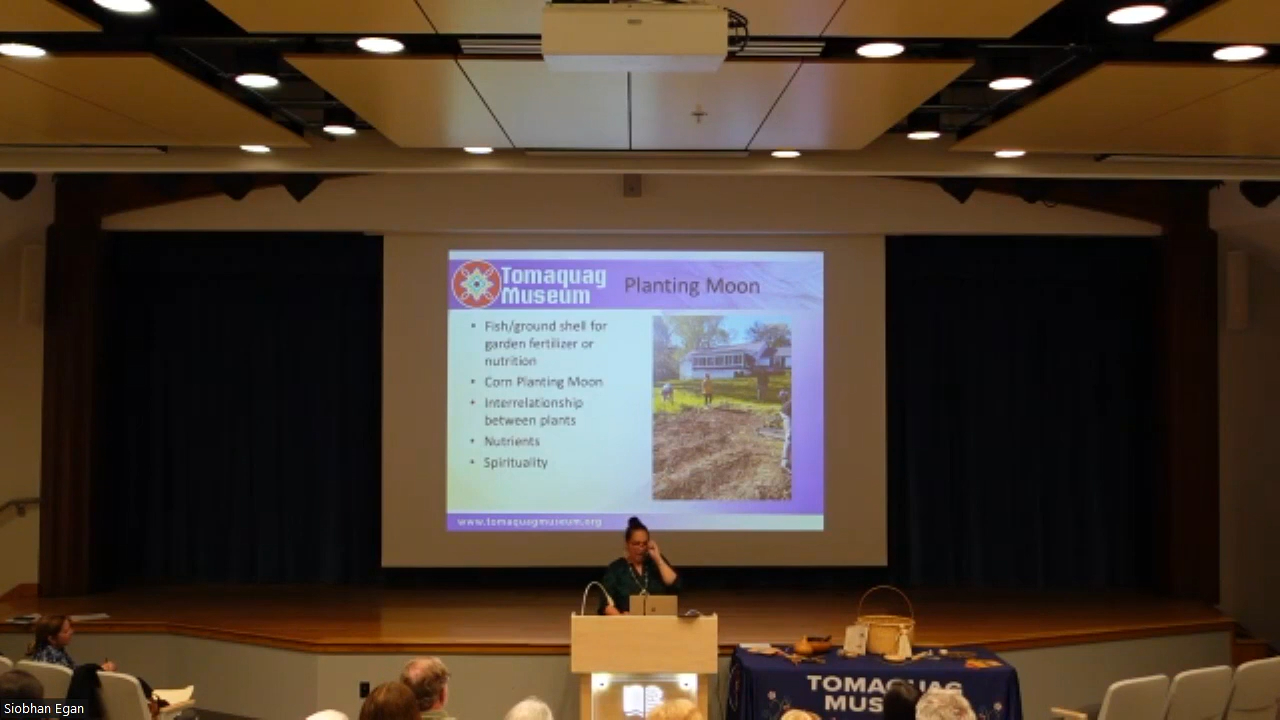 Tomaquag
Museum
Planting Moon
• Fish/ground shell for
garden fertilizer or
nutrition
• Corn Planting Moon
• Interrelationship
between plants
• Nutrients
• Spirituality
www.tomaquagmuseum.org
TOMAQUAG
MUS
Siobhan Egan